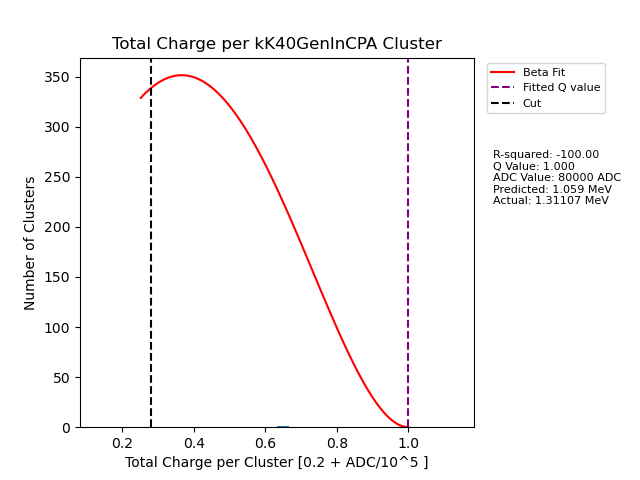 Total Charge per kK40GenInCPA Cluster
Number of Clusters
350
300
250
200
150
100
50
0
0.2 0.4 0.6 0.8 1.0
Total Charge per Cluster [0.2 + ADC/10^5 ]
Beta Fit
Fitted Q value
Cut
R-squared: -100.00
Q Value: 1.000
ADC Value: 80000 ADC
Predicted: 1.059 MeV
Actual: 1.31107 MeV